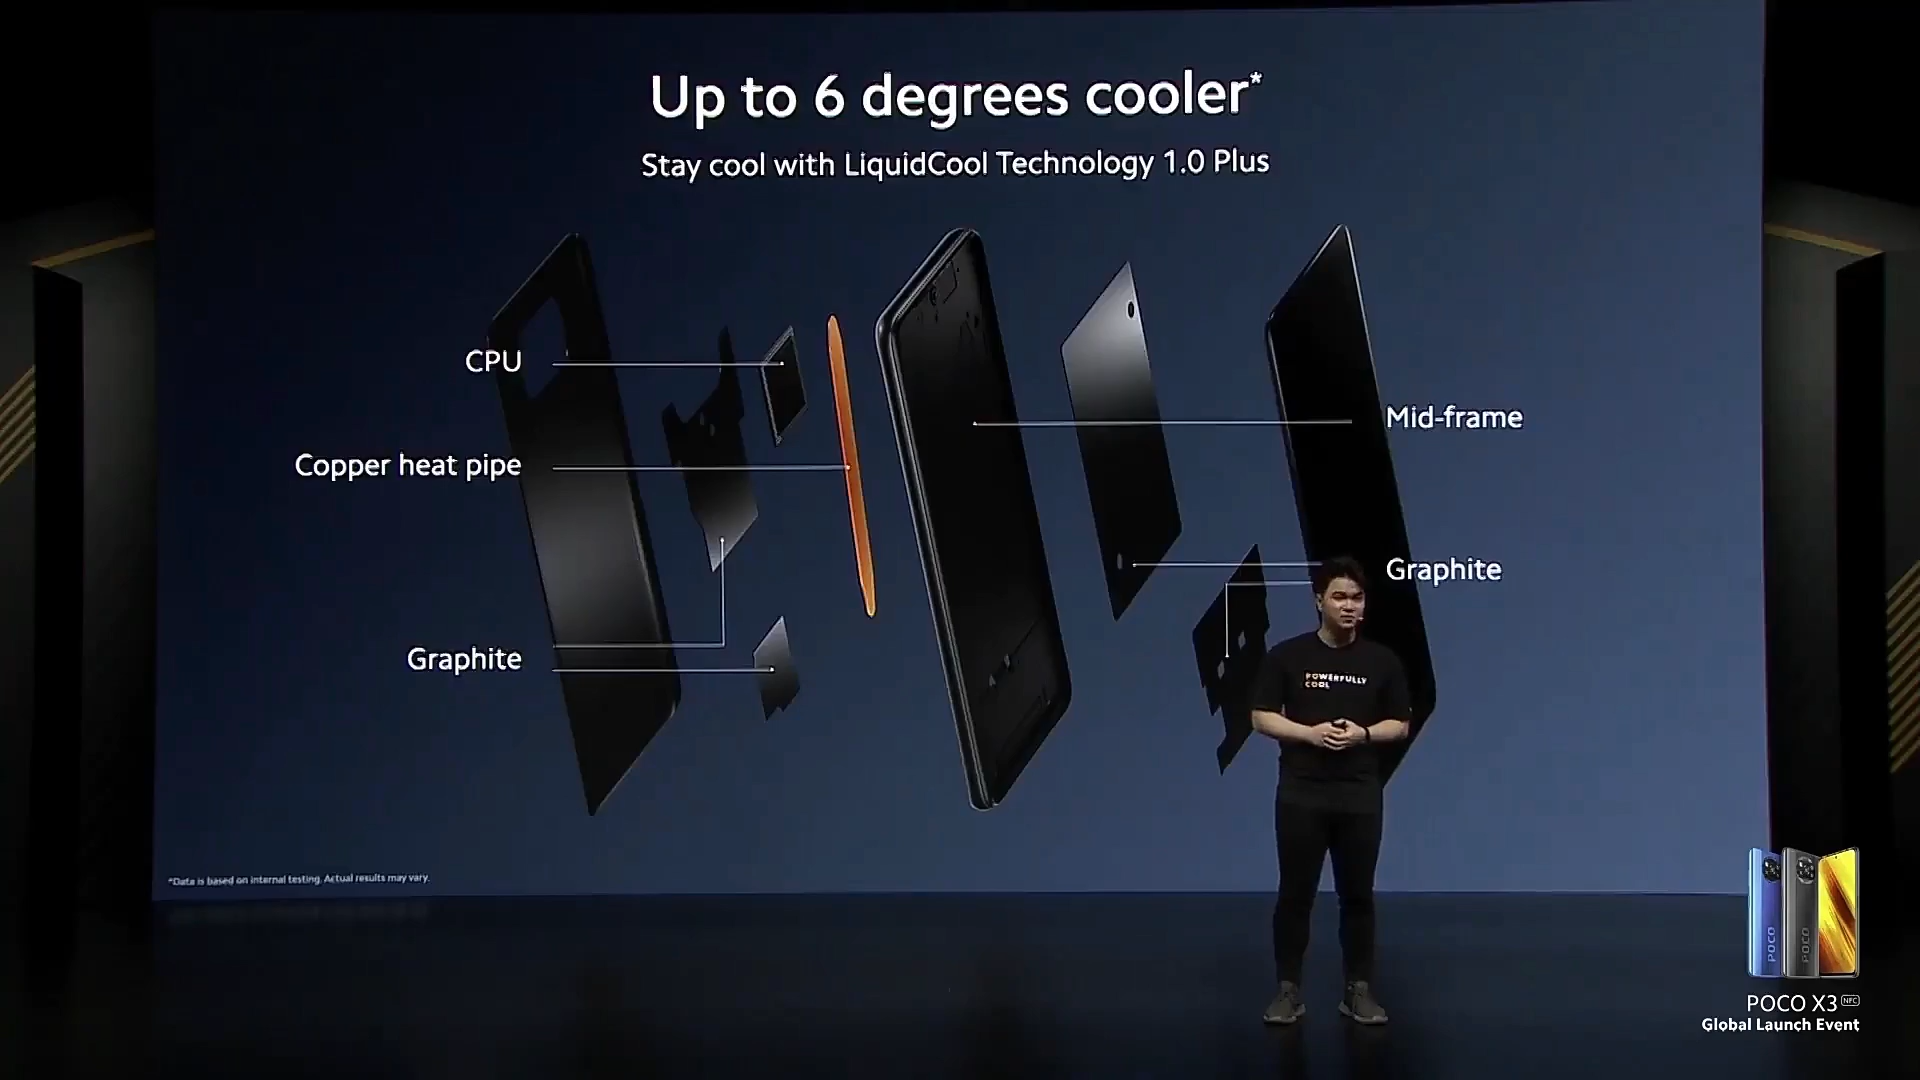 Up to 6 degrees cooler*
Stay cool with LiquidCool Technology 1.0 Plus
CPU
Copper heat pipe
Graphite
Mid-frame
Graphite
POWERFULLY
COOL
*Data is based on internal testing. Actual results may vary.
POCO
POCO
POCO X3 NFC
Global Launch Event